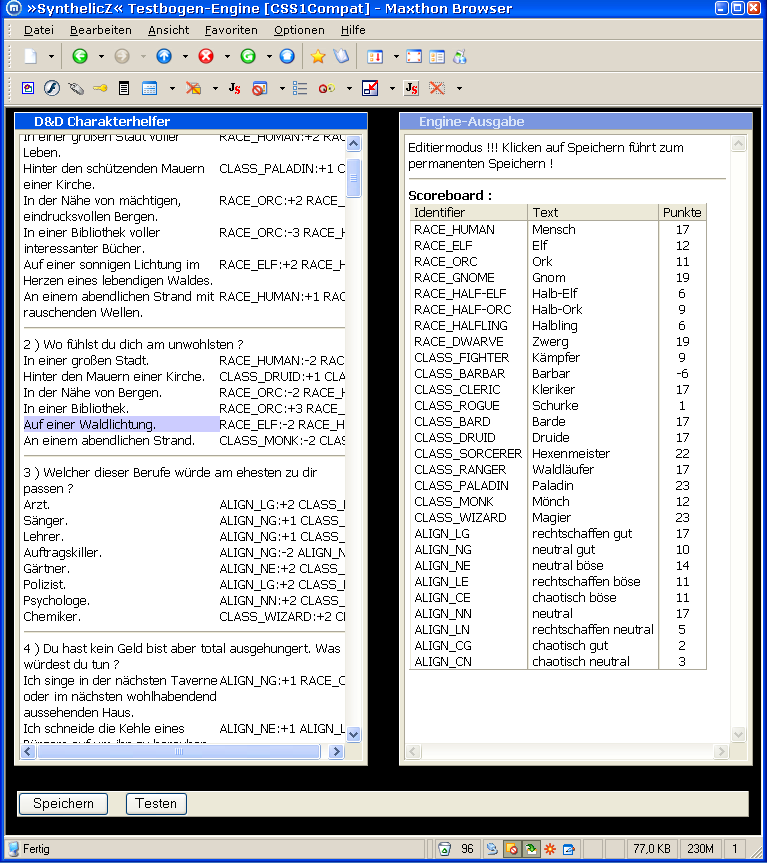 »SynthelicZ« Testbogen-Engine [CSS1Compat] - Maxthon Browser
Datei Bearbeiten Ansicht Favoriten Optionen Hilfe
D&D Charakterhelfer
In einer großen Stadt voller RACE_HUMAN:+2 RAC
Leben.
Hinter den schützenden Mauern CLASS_PALADIN:+1 C
einer Kirche.
In der Nähe von mächtigen, RACE_ORC:+2 RACE_
eindrucksvollen Bergen.
In einer Bibliothek voller RACE_ORC:-3 RACE_H
interessanter Bücher.
Auf einer sonnigen Lichtung im RACE_ELF:+2 RACE_H
Herzen eines lebendigen Waldes.
An einem abendlichen Strand mit RACE_HUMAN:+1 RAC
rauschenden Wellen.
2 ) Wo fühlst du dich am unwohlsten ?
In einer großen Stadt. RACE_HUMAN:-2 RAC
Hinter den Mauern einer Kirche. CLASS_DRUID:+1 CLA
In der Nähe von Bergen. RACE_ORC:-2 RACE_H
In einer Bibliothek. RACE_ORC:+3 RACE_
Auf einer Waldlichtung. RACE_ELF:-2 RACE_H
An einem abendlichen Strand. CLASS_MONK:-2 CLAS
3 ) Welcher dieser Berufe würde am ehesten zu dir
passen ?
Arzt. ALIGN_LG:+2 CLASS_
Sänger. ALIGN_NG:+1 CLASS_
Lehrer. ALIGN_NG:+1 CLASS_
Auftragskiller. ALIGN_NG:-2 ALIGN_N
Gärtner. ALIGN_NE:+2 CLASS_
Polizist. ALIGN_LG:+2 CLASS_
Psychologe. ALIGN_NN:+2 CLASS_
Chemiker. CLASS_WIZARD:+2 CL
4 ) Du hast kein Geld bist aber total ausgehungert. Was
würdest du tun ?
Ich singe in der nächsten Taverne ALIGN_NG:+1 RACE_C
oder im nächsten wohlhabendend
aussehenden Haus.
Ich schneide die Kehle eines ALIGN_NE:+1 ALIGN_L
Bürgers auf um ihn zu berauben
Engine-Ausgabe
Editiermodus !!! Klicken auf Speichern führt zum
permanenten Speichern !
Scoreboard :
Identifier Text Punkte
RACE_HUMAN Mensch 17
RACE_ELF Elf 12
RACE_ORC Ork 11
RACE_GNOME Gnom 19
RACE_HALF-ELF Halb-Elf 6
RACE_HALF-ORC Halb-Ork 9
RACE_HALFLING Halbling 6
RACE_DWARVE Zwerg 19
CLASS_FIGHTER Kämpfer 9
CLASS_BARBAR Barbar -6
CLASS_CLERIC Kleriker 17
CLASS_ROGUE Schurke 1
CLASS_BARD Barde 17
CLASS_DRUID Druide 17
CLASS_SORCERER Hexenmeister 22
CLASS_RANGER Waldläufer 17
CLASS_PALADIN Paladin 23
CLASS_MONK Mönch 12
CLASS_WIZARD Magier 23
ALIGN_LG rechtschaffen gut 17
ALIGN_NG neutral gut 10
ALIGN_NE neutral böse 14
ALIGN_LE rechtschaffen böse 11
ALIGN_CE chaotisch böse 11
ALIGN_NN neutral 17
ALIGN_LN rechtschaffen neutral 5
ALIGN_CG chaotisch gut 2
ALIGN_CN chaotisch neutral 3
Speichern Testen
Fertig 96 77,0 KB 230M 1